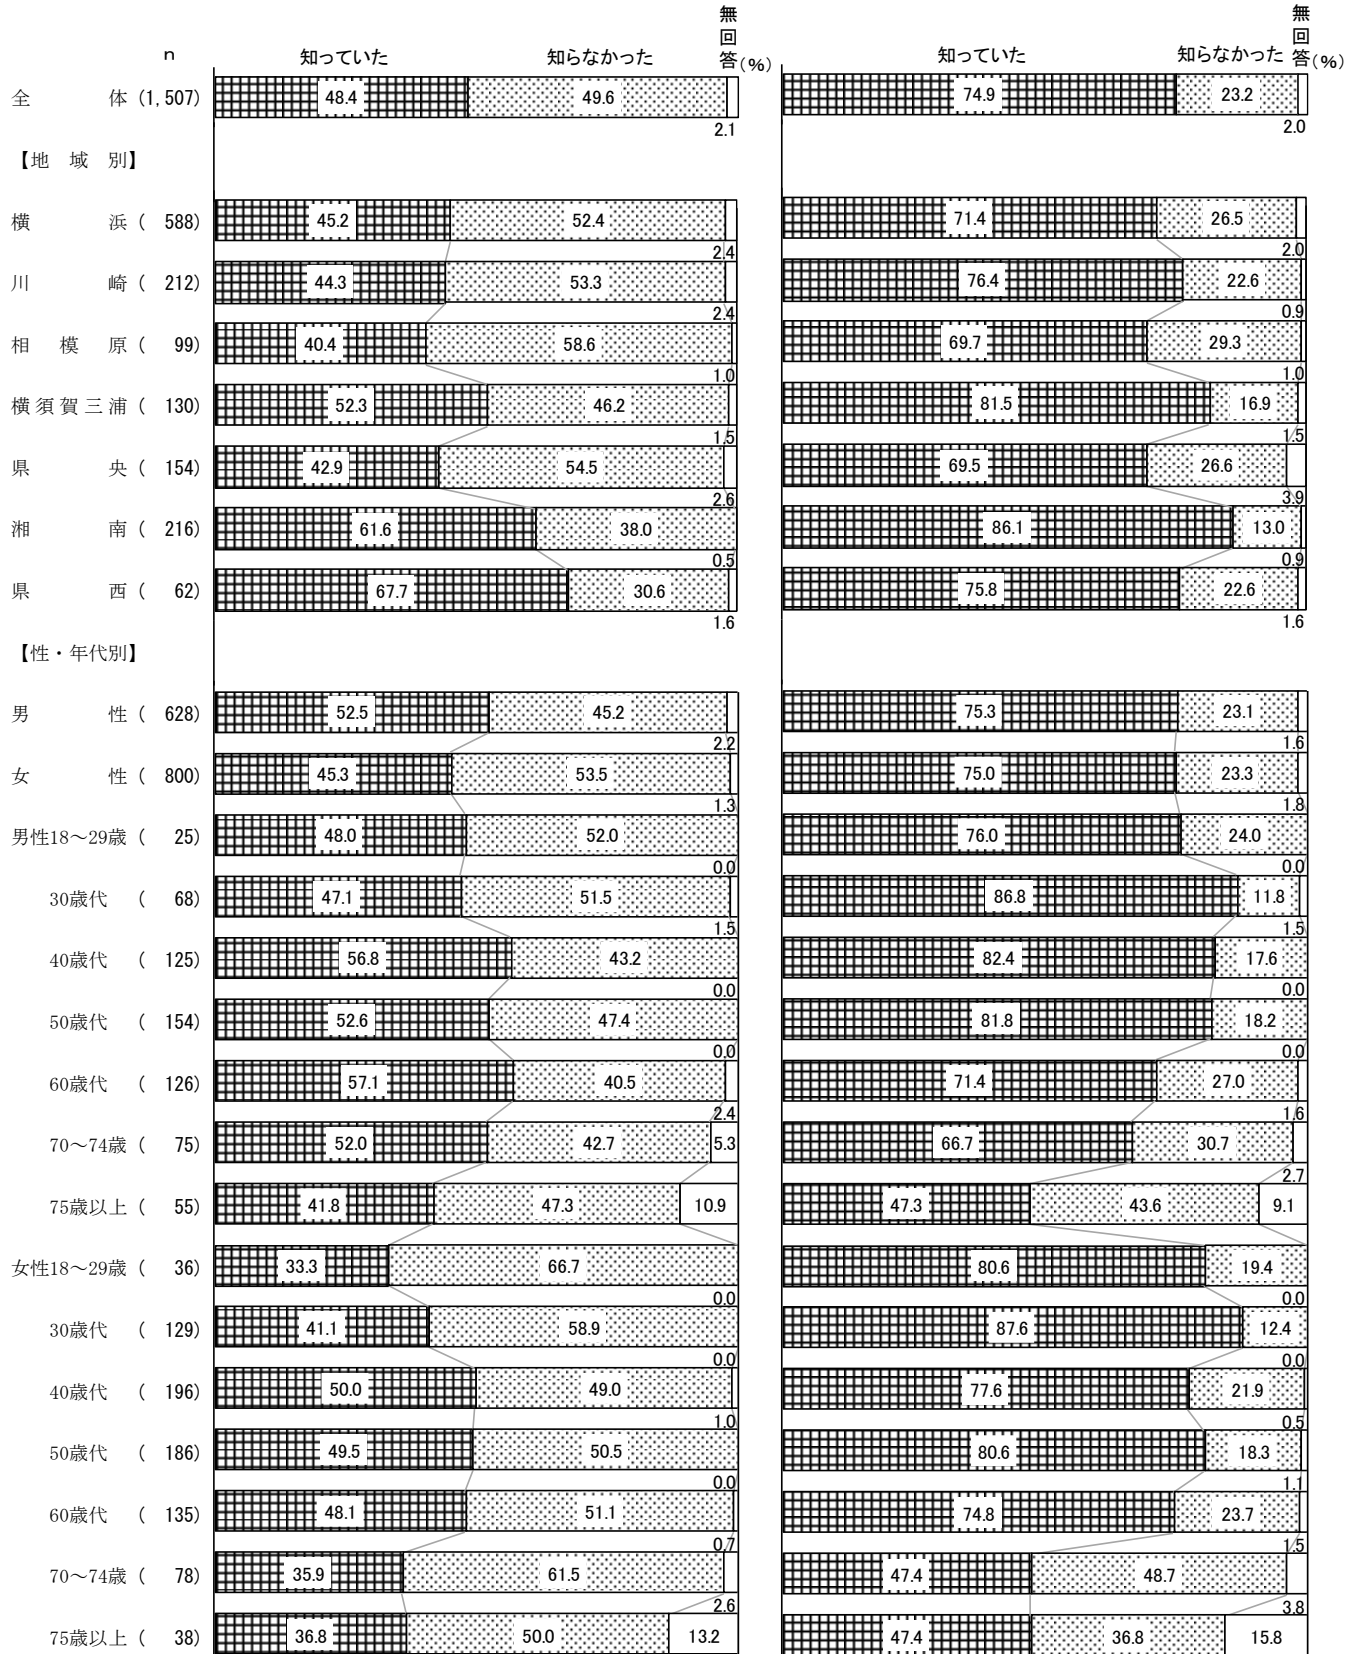 無回答 無回答
n 知っていた 知らなかった (%) 知っていた 知らなかった (%)
全体 (1,507) 48.4 49.6 2.1 74.9 23.2 2.0
【地域別】
横浜 ( 588) 45.2 52.4 2.4 71.4 26.5 2.0
川崎 ( 212) 44.3 53.3 2.4 76.4 22.6 0.9
相模原 ( 99) 40.4 58.6 1.0 69.7 29.3 1.0
横須賀三浦 ( 130) 52.3 46.2 1.5 81.5 16.9 1.5
県央 ( 154) 42.9 54.5 2.6 69.5 26.6 3.9
湘南 ( 216) 61.6 38.0 0.5 86.1 13.0 0.9
県西 ( 62) 67.7 30.6 1.6 75.8 22.6 1.6
【性・年代別】
男性 ( 628) 52.5 45.2 2.2 75.3 23.1 1.6
女性 ( 800) 45.3 53.5 1.3 75.0 23.3 1.8
男性18～29歳 ( 25) 48.0 52.0 0.0 76.0 24.0 0.0
30歳代 ( 68) 47.1 51.5 1.5 86.8 11.8 1.5
40歳代 ( 125) 56.8 43.2 0.0 82.4 17.6 0.0
50歳代 ( 154) 52.6 47.4 0.0 81.8 18.2 0.0
60歳代 ( 126) 57.1 40.5 2.4 71.4 27.0 1.6
70～74歳 ( 75) 52.0 42.7 5.3 66.7 30.7 2.7
75歳以上 ( 55) 41.8 47.3 10.9 47.3 43.6 9.1
女性18～29歳 ( 36) 33.3 66.7 0.0 80.6 19.4 0.0
30歳代 ( 129) 41.1 58.9 0.0 87.6 12.4 0.0
40歳代 ( 196) 50.0 49.0 1.0 77.6 21.9 0.5
50歳代 ( 186) 49.5 50.5 0.0 80.6 18.3 1.1
60歳代 ( 135) 48.1 51.1 0.7 74.8 23.7 1.5
70～74歳 ( 78) 35.9 61.5 2.6 47.4 48.7 3.8
75歳以上 ( 38) 36.8 50.0 13.2 47.4 36.8 15.8